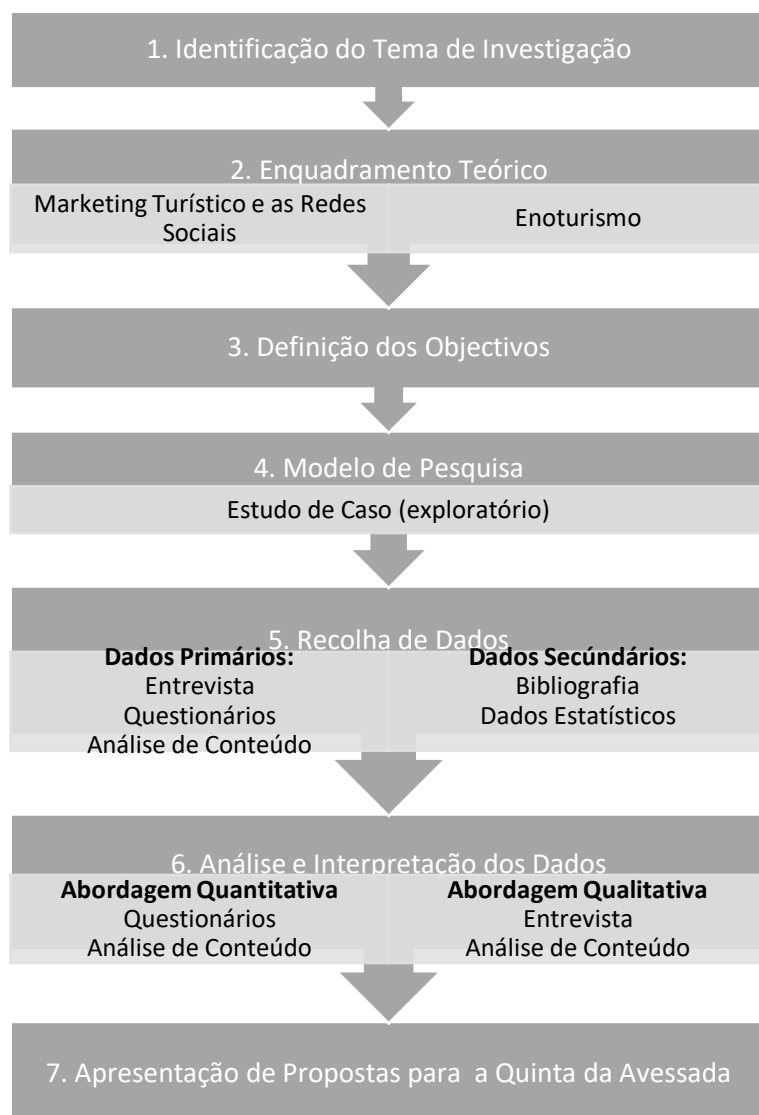 1. Identificação do Tema de Investigação
2. Enquadramento Teórico
Marketing Turístico e as Redes
Sociais
Enoturismo
3. Definição dos Objectivos
4. Modelo de Pesquisa
Estudo de Caso (exploratório)
5. Recolha de Dados
Dados Primários:
Entrevista
Questionários
Análise de Conteúdo
Dados Secúndários:
Bibliografia
Dados Estatísticos
6. Análise e Interpretação dos Dados
Abordagem Quantitativa
Questionários
Análise de Conteúdo
Abordagem Qualitativa
Entrevista
Análise de Conteúdo
7. Apresentação de Propostas para a Quinta da Avessada